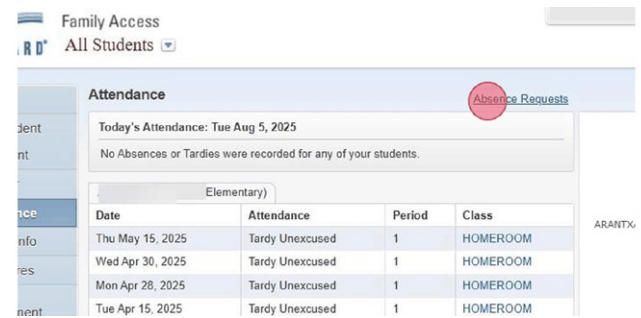 Family Access
All Students
Attendance
Absence Requests
Today's Attendance: Tue Aug 5, 2025
No Absences or Tardies were recorded for any of your students.
Elementary)
Date Attendance Period Class
Thu May 15, 2025 Tardy Unexcused 1 HOMEROOM
Wed Apr 30, 2025 Tardy Unexcused 1 HOMEROOM
Mon Apr 28, 2025 Tardy Unexcused 1 HOMEROOM
Tue Apr 15, 2025 Tardy Unexcused 1 HOMEROOM